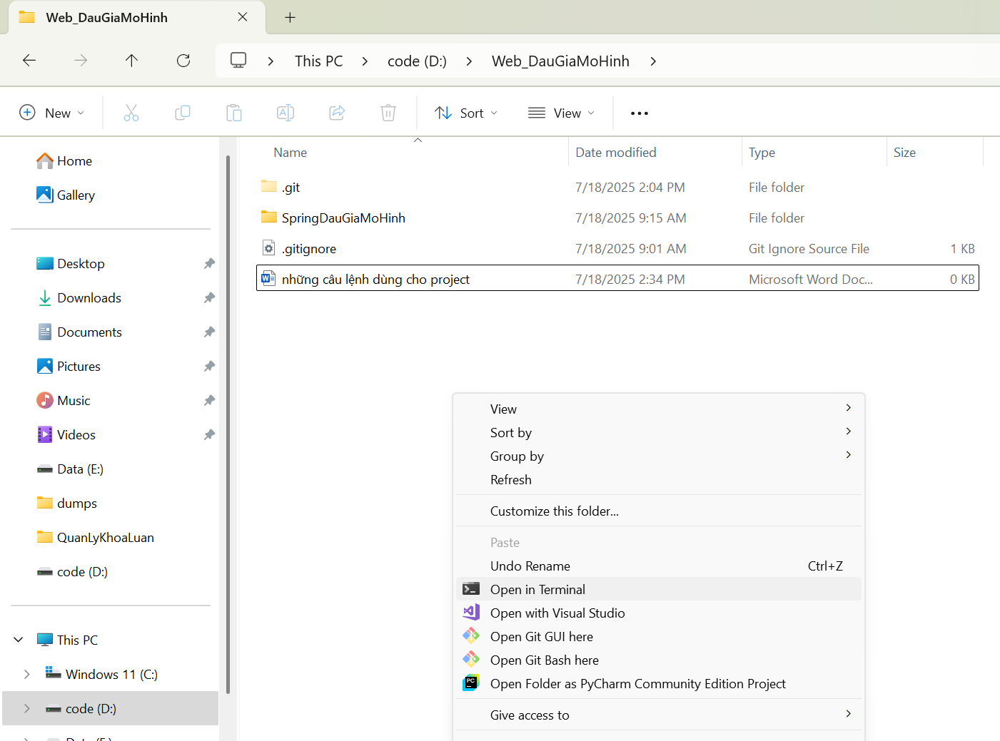 Web_DauGiaMoHinh
This PC > code (D:) > Web_DauGiaMoHinh >
New Sort View
Name Date modified Type Size
.git 7/18/2025 2:04 PM File folder
SpringDauGiaMoHinh 7/18/2025 9:15 AM File folder
.gitignore 7/18/2025 9:01 AM Git Ignore Source File 1 KB
những câu lệnh dùng cho project 7/18/2025 2:34 PM Microsoft Word Doc... 0 KB
Home
Gallery
Desktop
Downloads
Documents
Pictures
Music
Videos
Data (E:)
dumps
QuanLyKhoaLuan
code (D:)
This PC
Windows 11 (C:)
code (D:)
View
Sort by
Group by
Refresh
Customize this folder...
Paste
Undo Rename Ctrl+Z
Open in Terminal
Open with Visual Studio
Open Git GUI here
Open Git Bash here
Open Folder as PyCharm Community Edition Project
Give access to